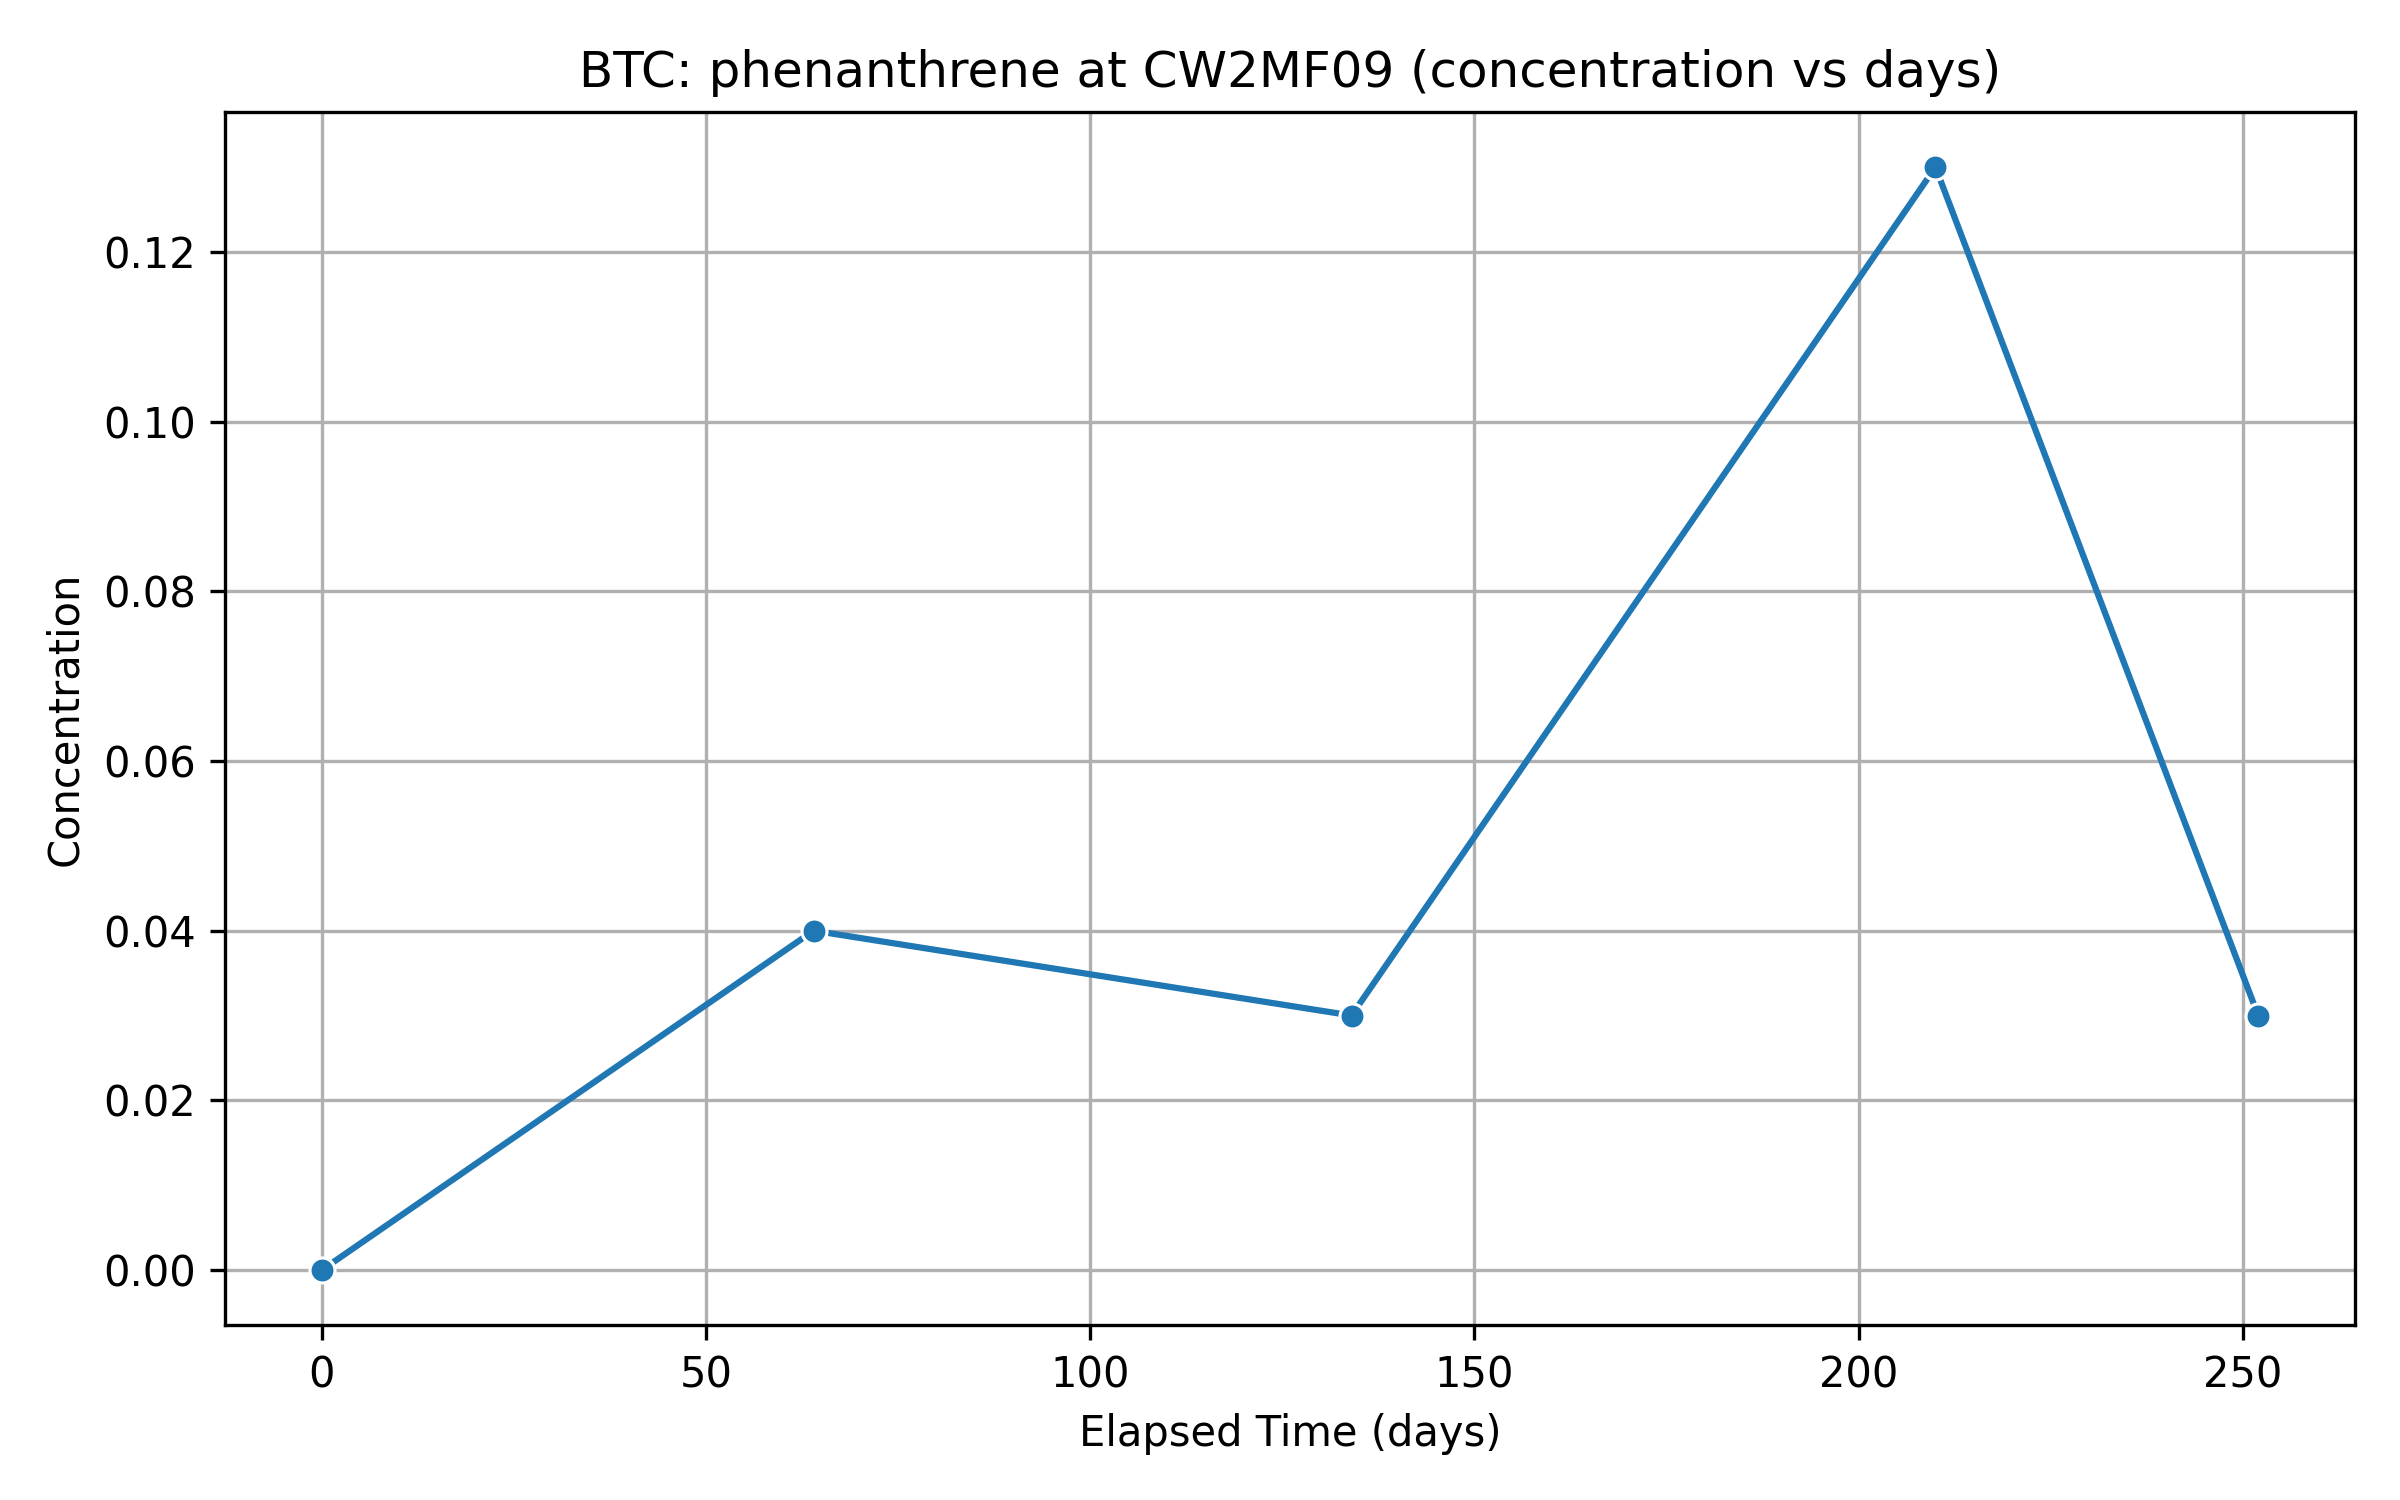 BTC: phenanthrene at CW2MF09 (concentration vs days)
Concentration
0.12
0.10
0.08
0.06
0.04
0.02
0.00
0 50 100 150 200 250
Elapsed Time (days)